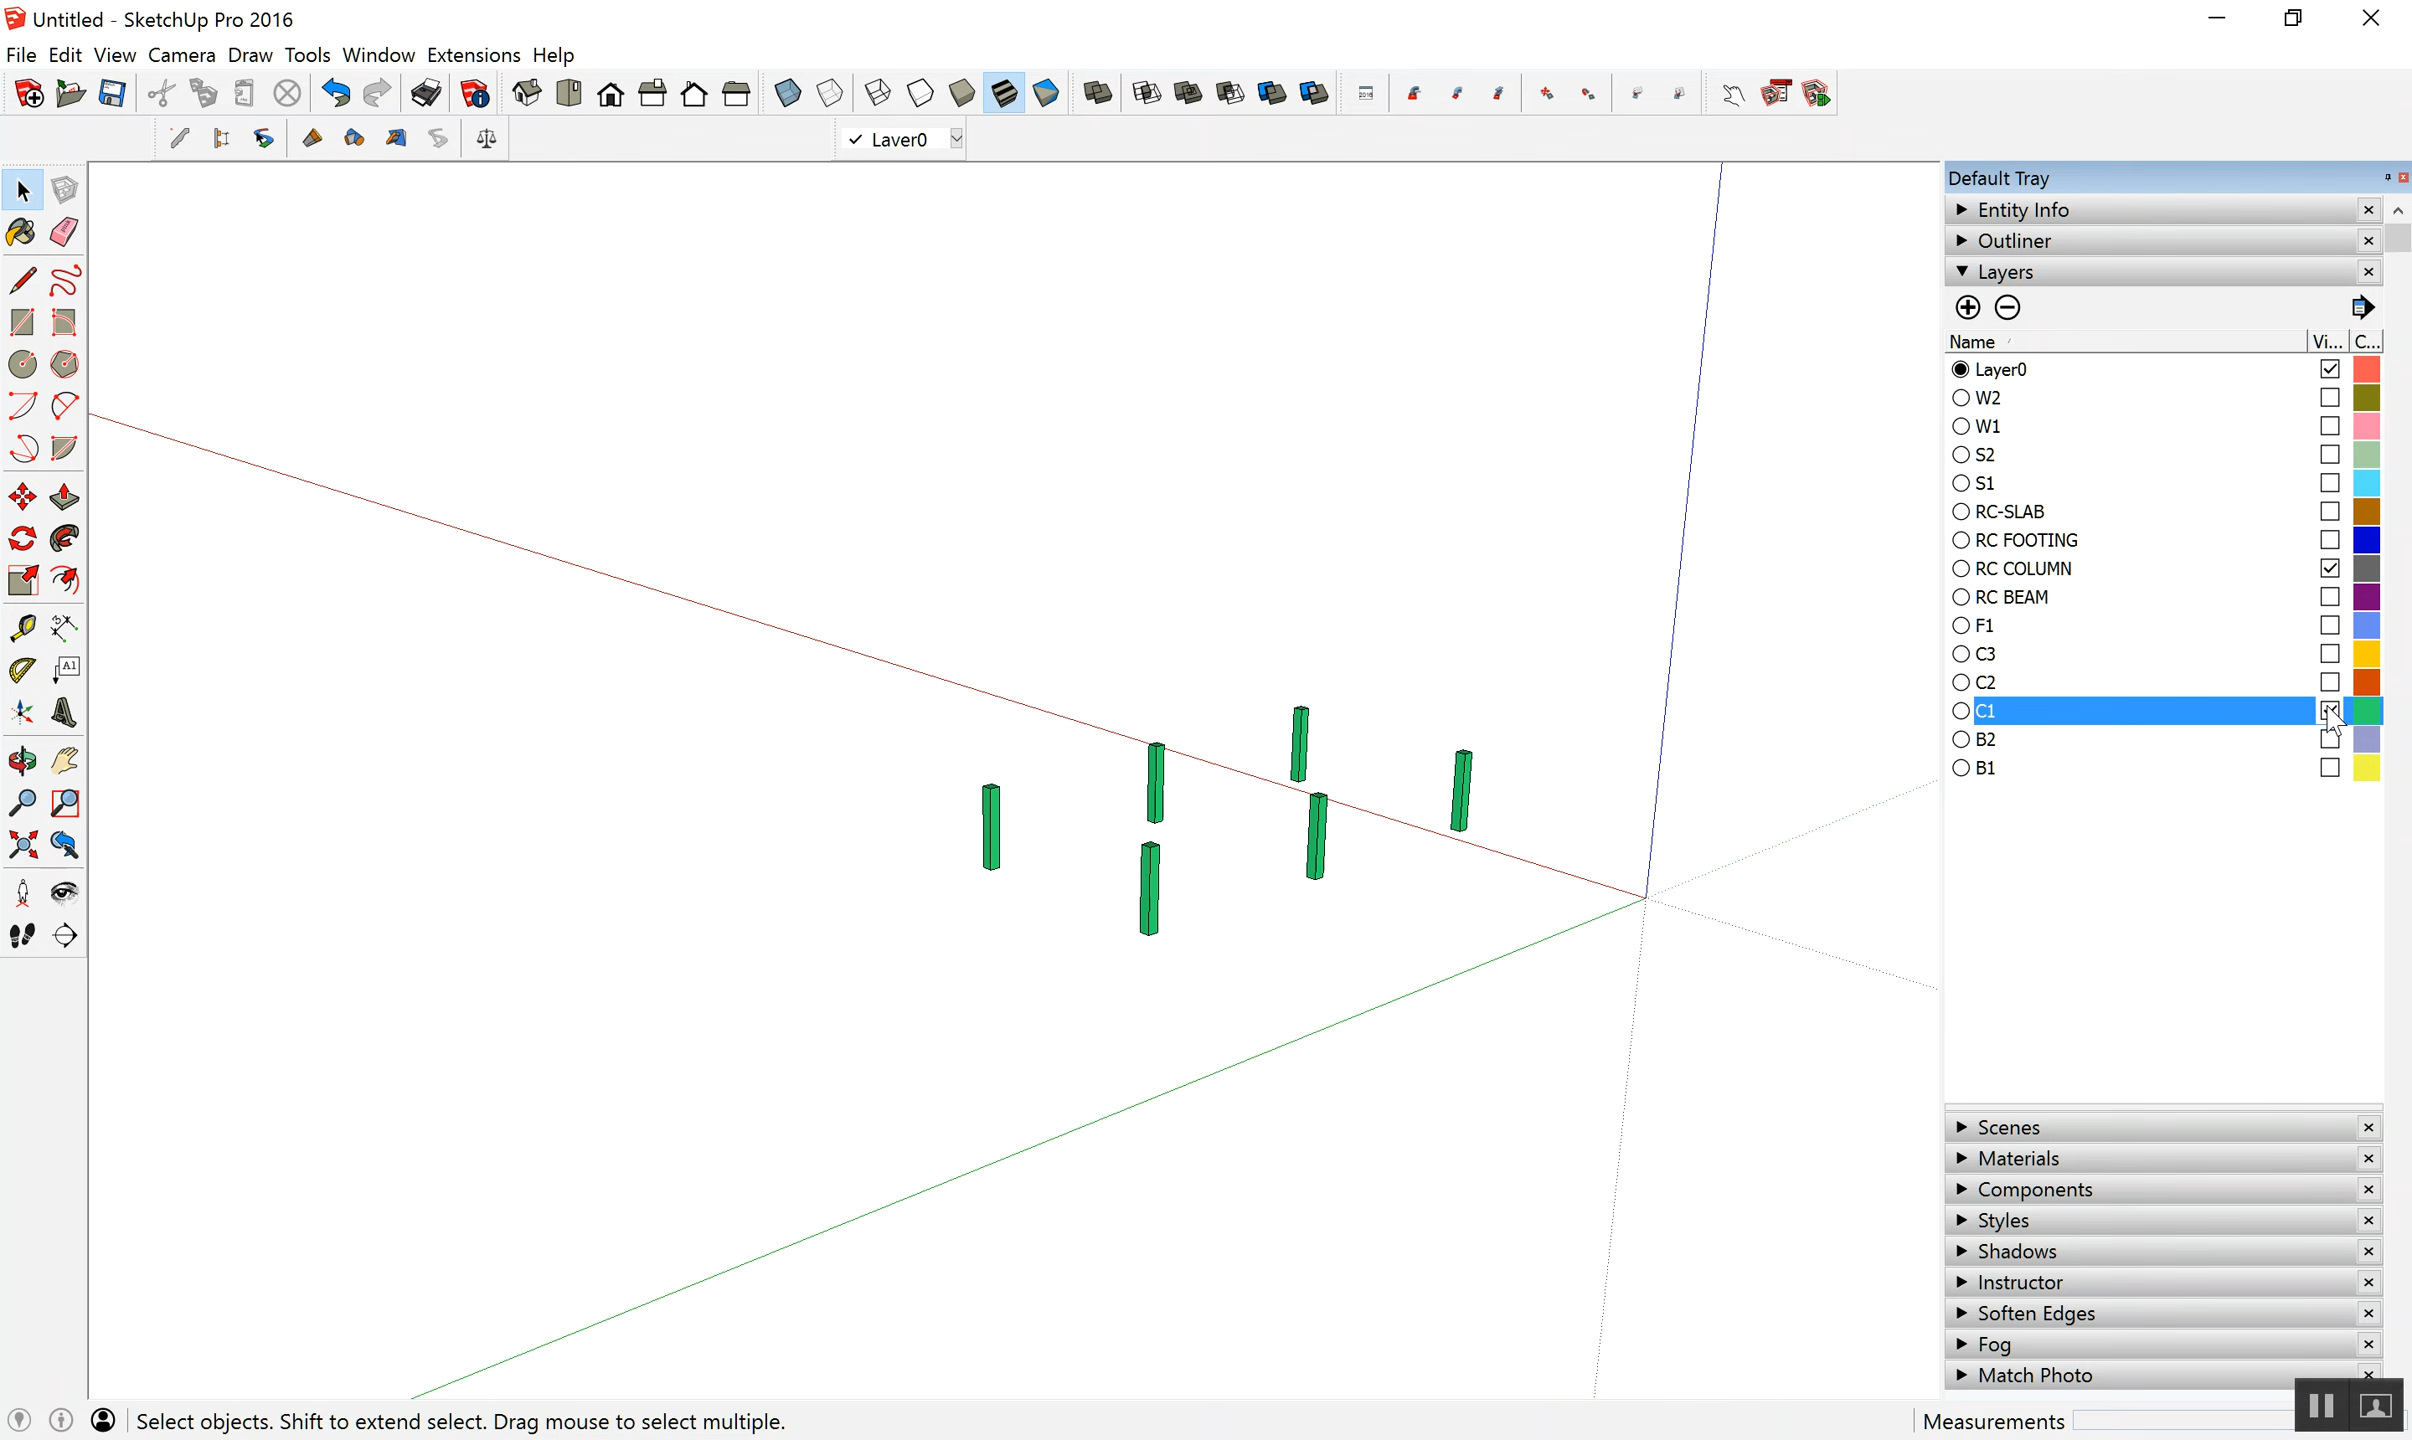 Untitled - SketchUp Pro 2016
File Edit View Camera Draw Tools Window Extensions Help
2016
Layer0
Default Tray
Entity Info
Outliner
Layers
Name Vi... C...
Layer0
W2
W1
S2
S1
RC-SLAB
RC FOOTING
RC COLUMN
RC BEAM
F1
C3
C2
C1
B2
B1
A1
Scenes
Materials
Components
Styles
Shadows
Instructor
Soften Edges
Fog
Match Photo
Select objects. Shift to extend select. Drag mouse to select multiple.
Measurements